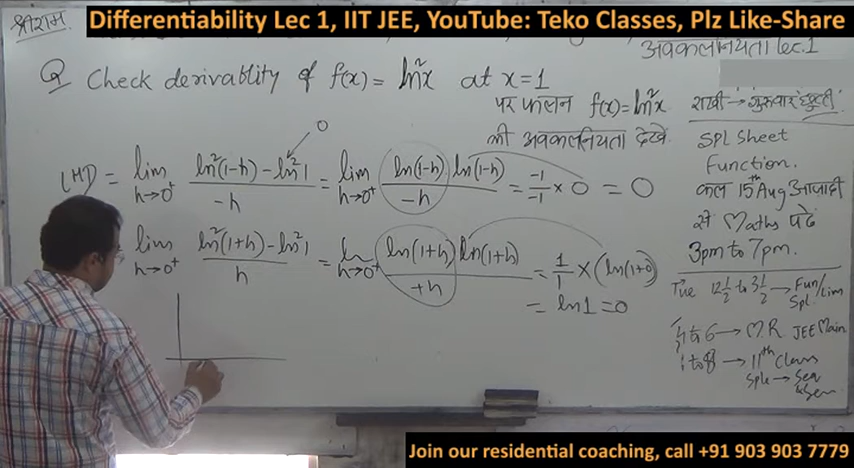 Differentiability Lec 1, IIT JEE, YouTube: Teko Classes, Plz Like-Share
श्रीराम
अवकलनियता Lec.1
Q Check derivablity of f(x) = ln²x at x=1
पर फलन f(x)=ln²x
की अवकलनियता देखे
LHD = lim h→0⁺ (ln²(1-h) - ln²1)/(-h) = lim h→0⁺ (ln(1-h) ln(1-h))/(-h) = -1/-1 × 0 = 0
0
lim h→0⁺ (ln²(1+h) - ln²1)/h = lim h→0⁺ (ln(1+h) ln(1+h))/(+h) = 1/1 × (ln(1+0))
= ln1 = 0
राखी → गुरुवार छुट्टी
SPL Sheet
Function.
कल 15th Aug आजादी
से Maths पढे
3pm to 7pm.
Tue 12½ to 3½ → Fun/Lim
Spl.
6 → M.R. JEE Main
→ 11th Class
Spl → Seq
Join our residential coaching, call +91 903 903 7779